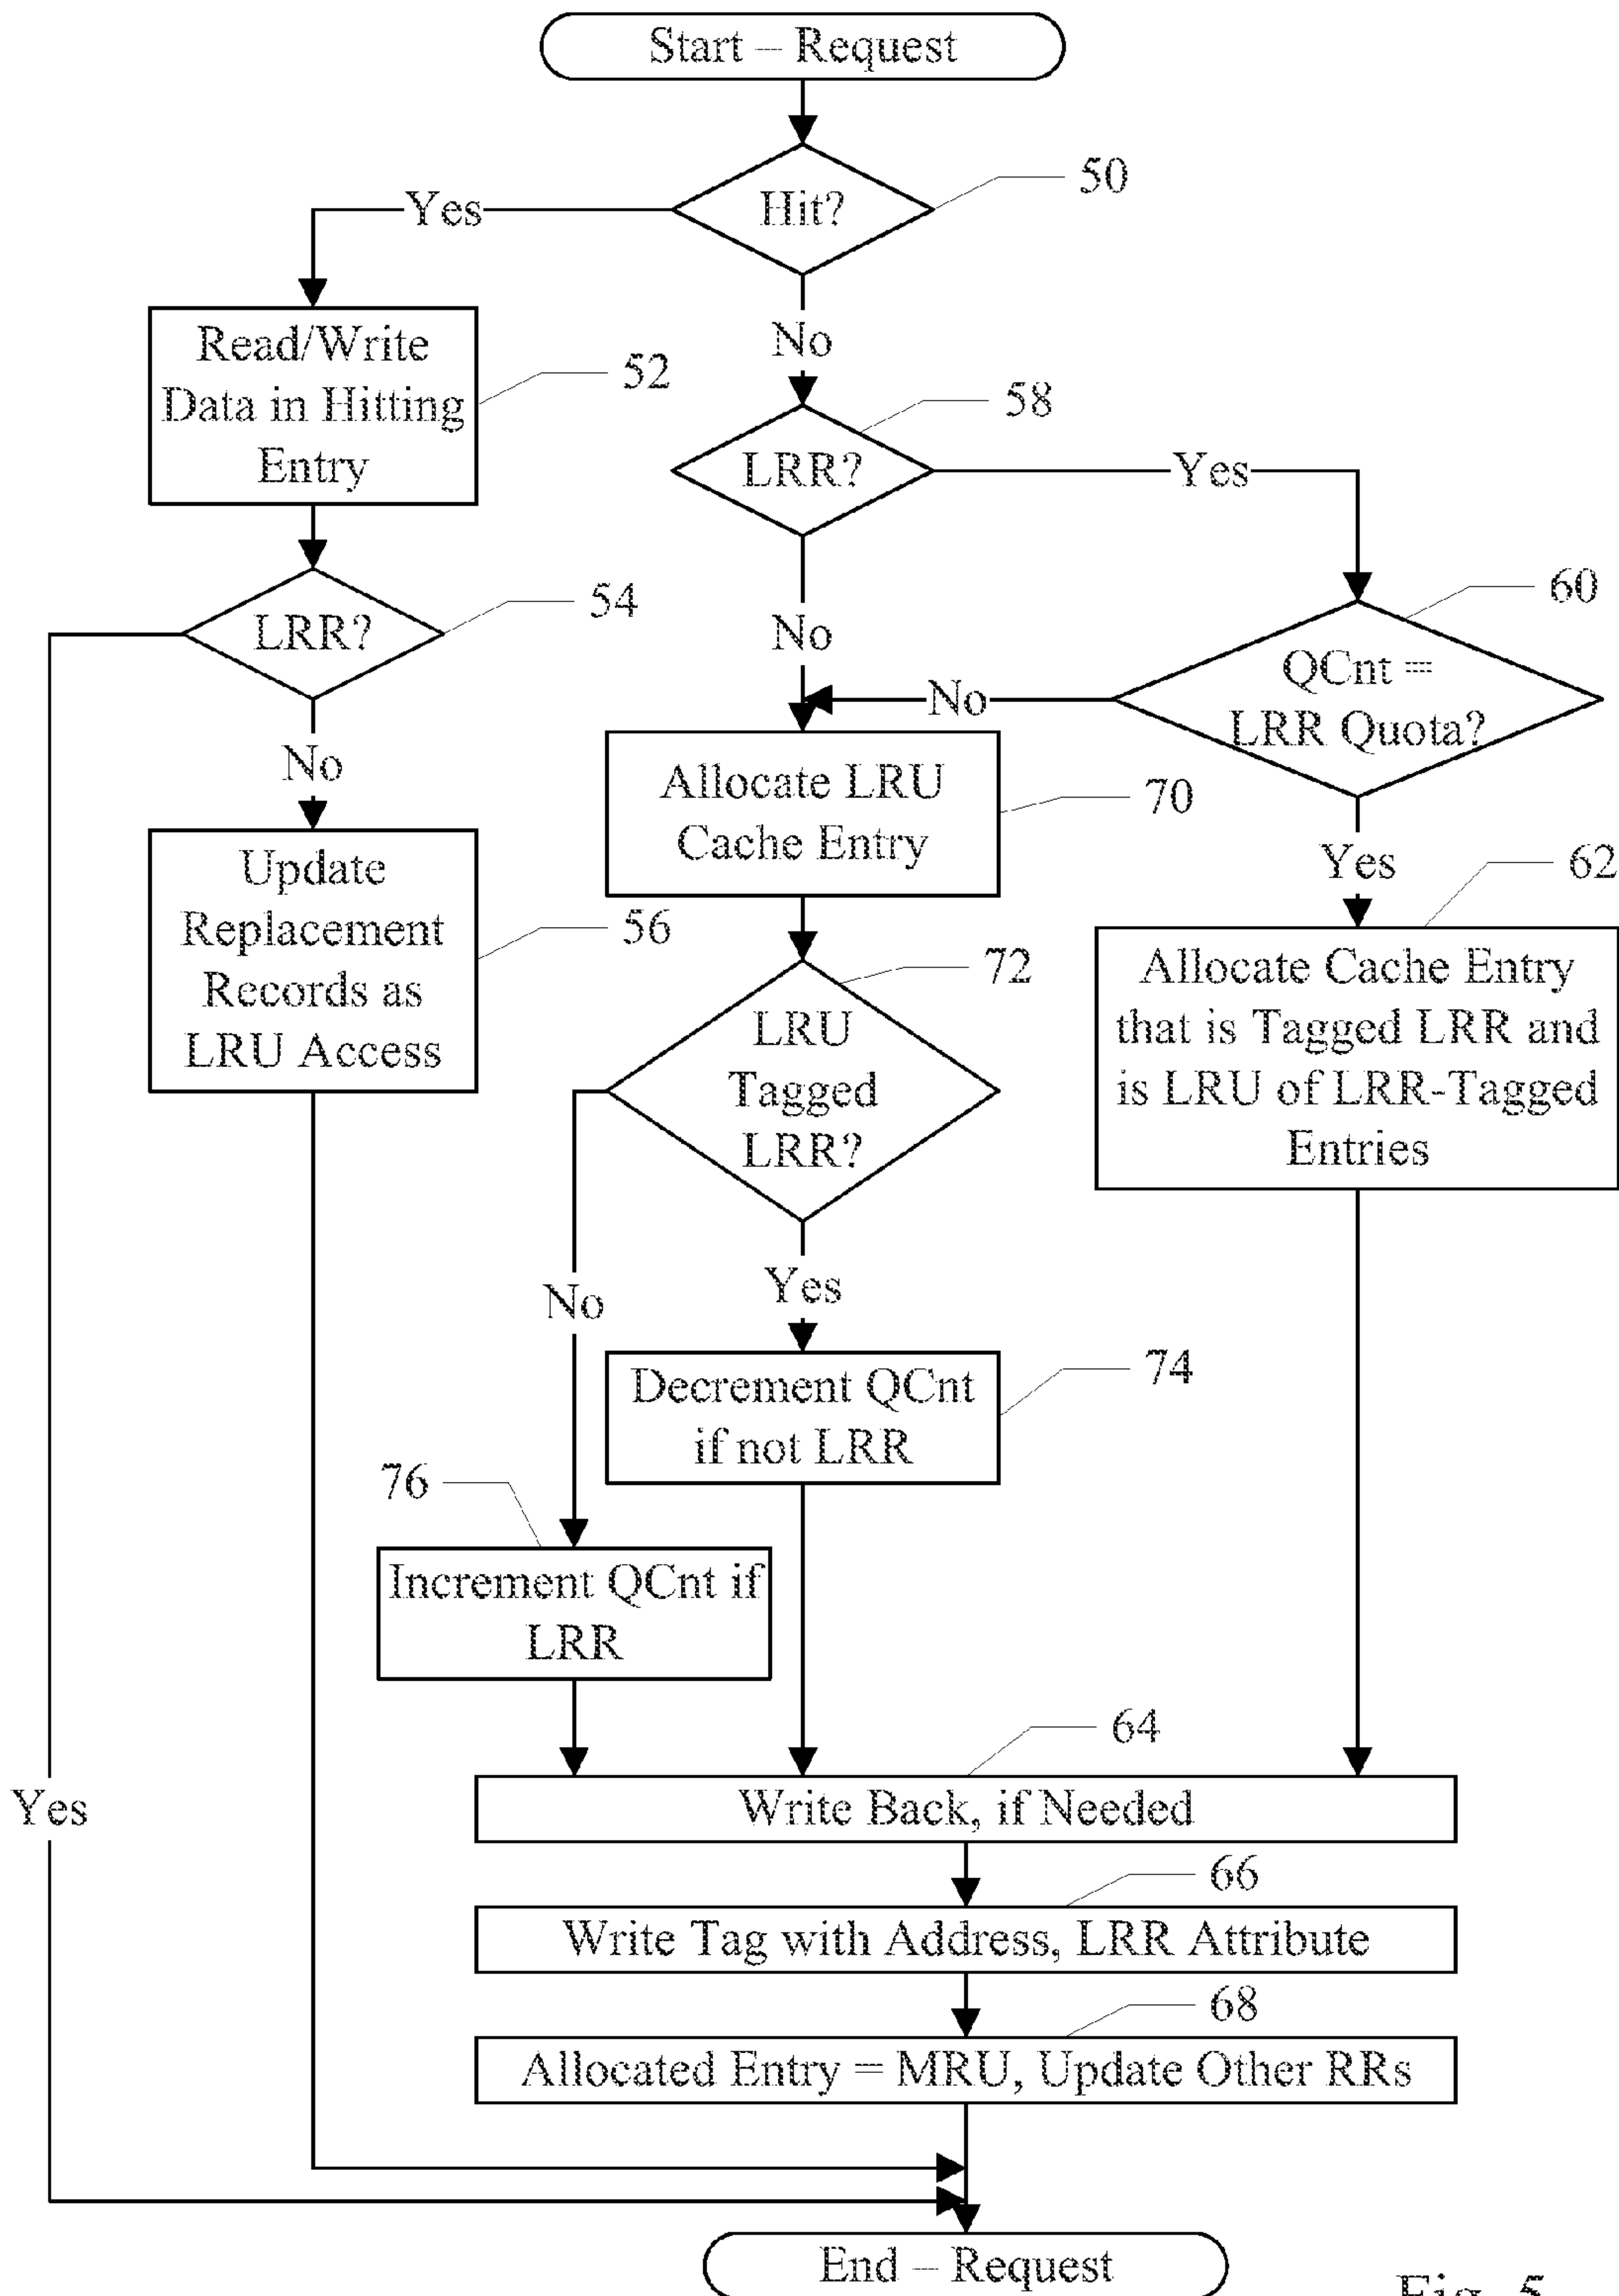 Start – Request
Hit?
50
Yes
No
Read/Write
Data in Hitting
Entry
52
LRR?
58
Yes
LRR?
54
No
No
QCnt =
LRR Quota?
60
No
Yes
Update
Replacement
Records as
LRU Access
56
Allocate LRU
Cache Entry
70
Allocate Cache Entry
that is Tagged LRR and
is LRU of LRR-Tagged
Entries
62
LRU
Tagged
LRR?
72
No
Yes
Decrement QCnt
if not LRR
74
Increment QCnt if
LRR
76
Yes
Write Back, if Needed
64
Write Tag with Address, LRR Attribute
66
Allocated Entry = MRU, Update Other RRs
68
End – Request
Fig. 5